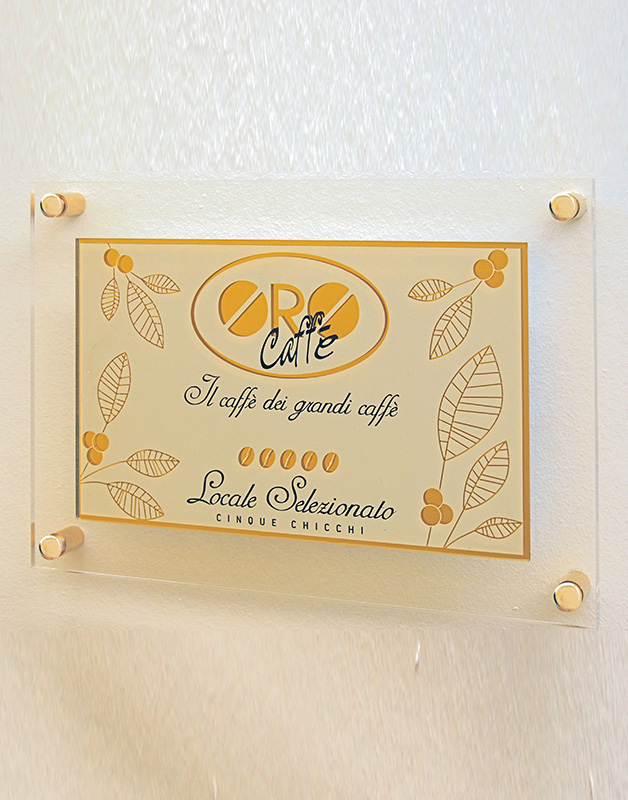 ORO
Caffè
Il caffè dei grandi caffè
Locale Selezionato
CINQUE CHICCHI